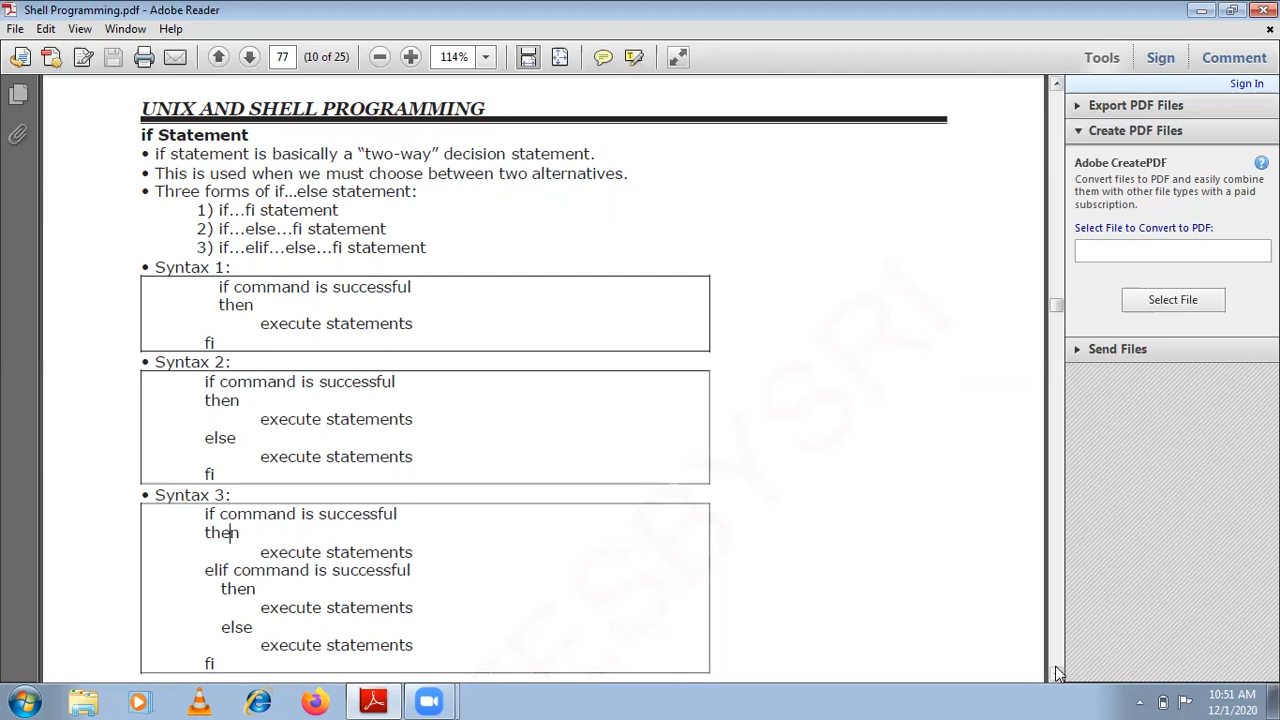 Shell Programming.pdf - Adobe Reader
File Edit View Window Help
77 (10 of 25) 114% Tools Sign Comment
Sign In
Export PDF Files
Create PDF Files
Adobe CreatePDF
Convert files to PDF and easily combine
them with other file types with a paid
subscription.
Select File to Convert to PDF:
Select File
Send Files
UNIX AND SHELL PROGRAMMING
if Statement
• if statement is basically a “two-way” decision statement.
• This is used when we must choose between two alternatives.
• Three forms of if…else statement:
1) if…fi statement
2) if…else…fi statement
3) if…elif…else…fi statement
• Syntax 1:
if command is successful
then
execute statements
fi
• Syntax 2:
if command is successful
then
execute statements
else
execute statements
fi
• Syntax 3:
if command is successful
then
execute statements
elif command is successful
then
execute statements
else
execute statements
fi
10:51 AM
12/1/2020